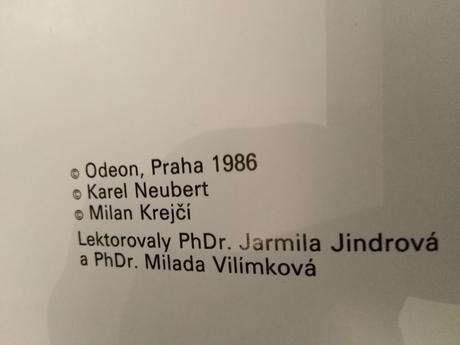 © Odeon, Praha 1986
© Karel Neubert
© Milan Krejčí
Lektorovaly PhDr. Jarmila Jindrová
a PhDr. Milada Vilímková